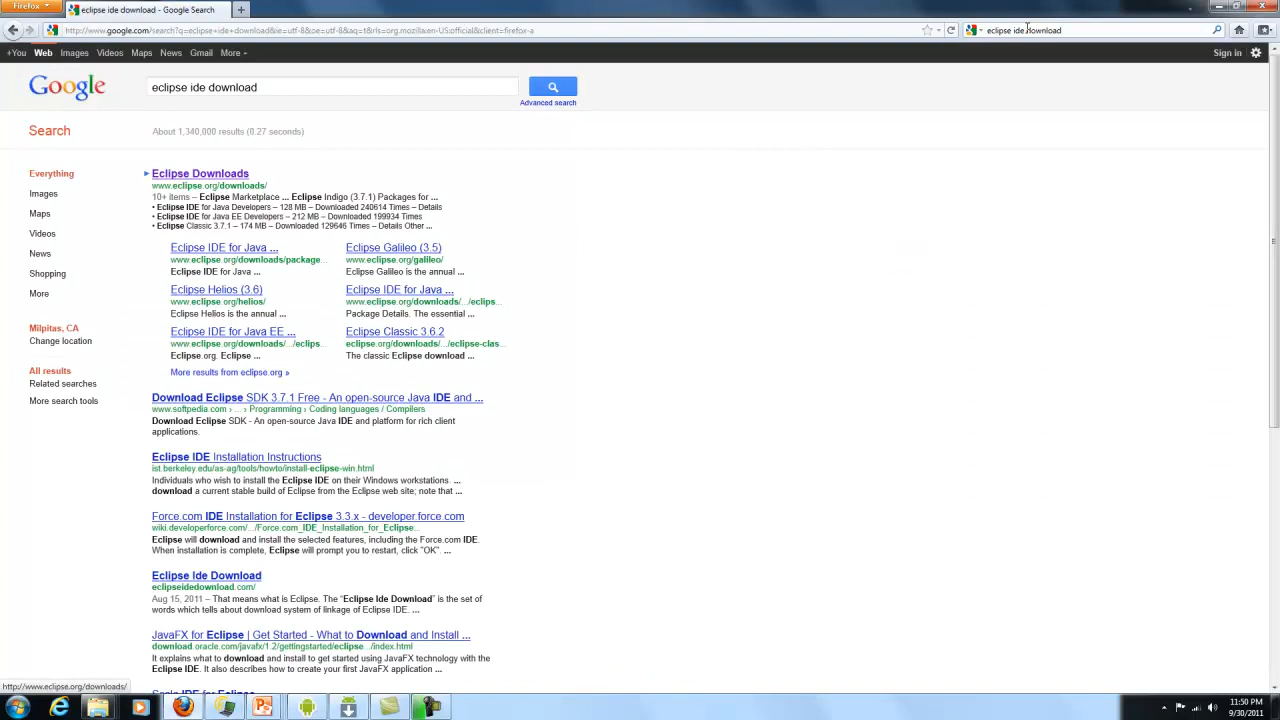 Firefox
eclipse ide download - Google Search
http://www.google.com/search?q=eclipse+ide+download&ie=utf-8&oe=utf-8&aq=t&rls=org.mozilla:en-US:official&client=firefox-a
eclipse ide download
+You Web Images Videos Maps News Gmail More
Sign in
Google
eclipse ide download
Advanced search
Search
About 1,340,000 results (0.27 seconds)
Everything
Images
Maps
Videos
News
Shopping
More
Milpitas, CA
Change location
All results
Related searches
More search tools
Eclipse Downloads
www.eclipse.org/downloads/
10+ items – Eclipse Marketplace ... Eclipse Indigo (3.7.1) Packages for ...
• Eclipse IDE for Java Developers – 128 MB – Downloaded 240614 Times – Details
• Eclipse IDE for Java EE Developers – 212 MB – Downloaded 199934 Times
• Eclipse Classic 3.7.1 – 174 MB – Downloaded 129646 Times – Details Other ...
Eclipse IDE for Java ...
www.eclipse.org/downloads/package...
Eclipse IDE for Java ...
Eclipse Galileo (3.5)
www.eclipse.org/galileo/
Eclipse Galileo is the annual ...
Eclipse Helios (3.6)
www.eclipse.org/helios/
Eclipse Helios is the annual ...
Eclipse IDE for Java ...
www.eclipse.org/downloads/.../eclips...
Package Details. The essential ...
Eclipse IDE for Java EE ...
www.eclipse.org/downloads/.../eclips...
Eclipse.org. Eclipse ...
Eclipse Classic 3.6.2
eclipse.org/downloads/.../eclipse-clas...
The classic Eclipse download ...
More results from eclipse.org »
Download Eclipse SDK 3.7.1 Free - An open-source Java IDE and ...
www.softpedia.com › ... › Programming › Coding languages / Compilers
Download Eclipse SDK - An open-source Java IDE and platform for rich client
applications.
Eclipse IDE Installation Instructions
ist.berkeley.edu/as-ag/tools/howto/install-eclipse-win.html
Individuals who wish to install the Eclipse IDE on their Windows workstations. ...
download a current stable build of Eclipse from the Eclipse web site; note that ...
Force.com IDE Installation for Eclipse 3.3.x - developer.force.com
wiki.developerforce.com/.../Force.com_IDE_Installation_for_Eclipse...
Eclipse will download and install the selected features, including the Force.com IDE.
When installation is complete, Eclipse will prompt you to restart, click "OK". ...
Eclipse Ide Download
eclipseidedownload.com/
Aug 15, 2011 – That means what is Eclipse. The “Eclipse Ide Download” is the set of
words which tells about download system of linkage of Eclipse IDE. ...
JavaFX for Eclipse | Get Started - What to Download and Install ...
download.oracle.com/javafx/1.2/gettingstarted/eclipse.../index.html
It explains what to download and install to get started using JavaFX technology with the
Eclipse IDE. It also describes how to create your first JavaFX application ...
http://www.eclipse.org/downloads/
11:50 PM
9/30/2011